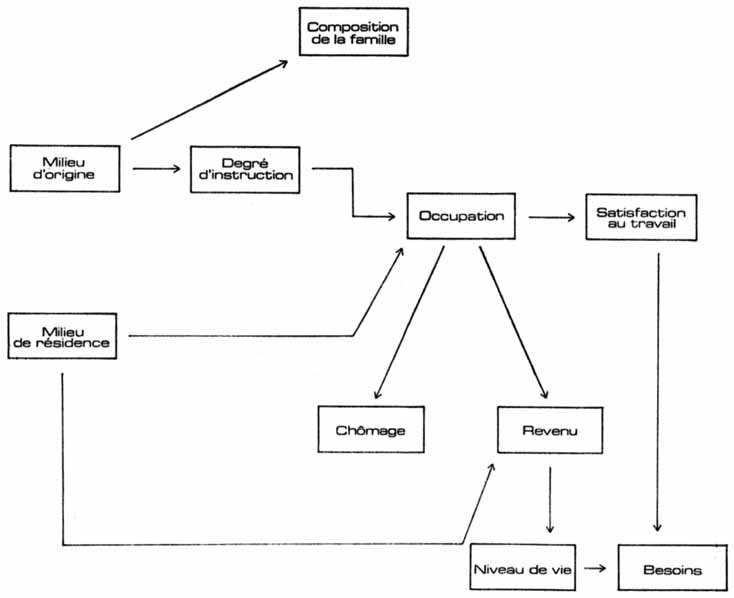 Composition
de la famille
Milieu
d'origine
Degré
d'instruction
Occupation
Satisfaction
au travail
Milieu
de résidence
Chômage
Revenu
Niveau de vie
Besoins